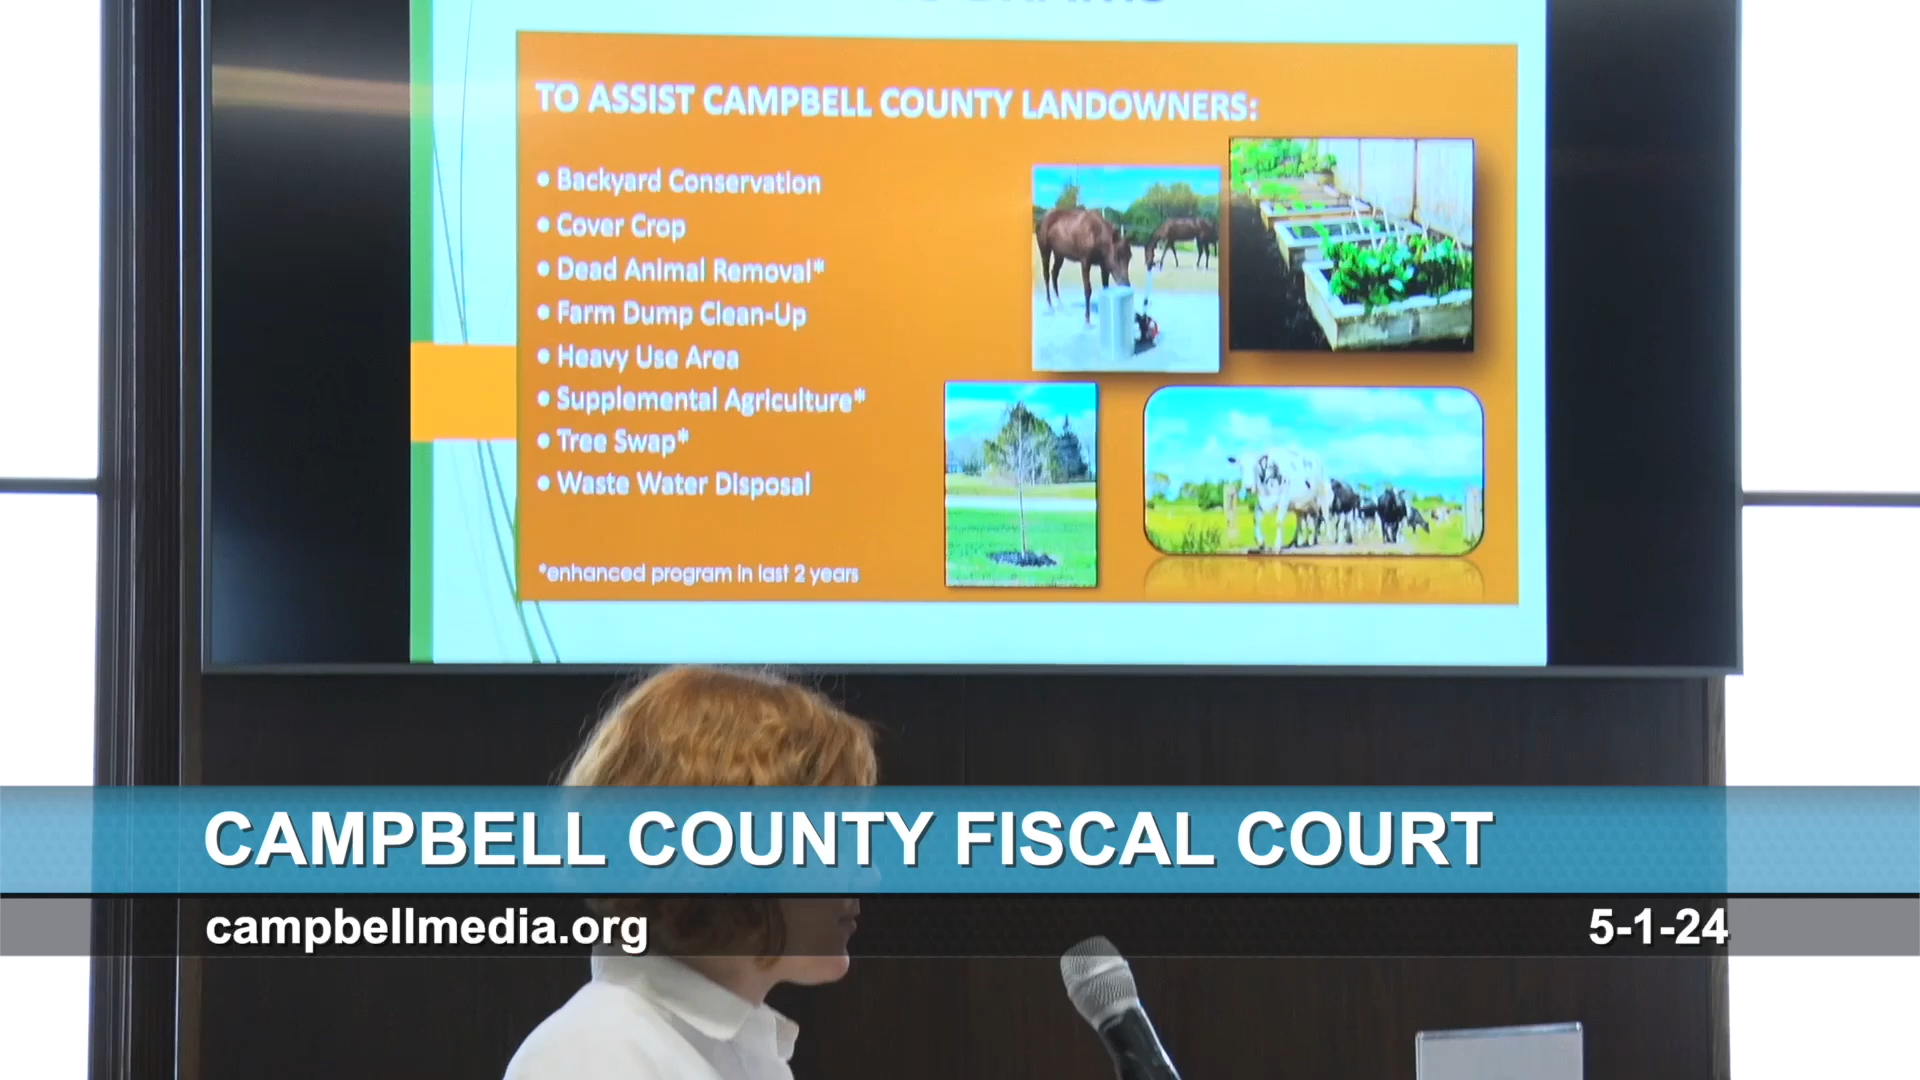 TO ASSIST CAMPBELL COUNTY LANDOWNERS:
• Backyard Conservation
• Cover Crop
• Dead Animal Removal*
• Farm Dump Clean-Up
• Heavy Use Area
• Supplemental Agriculture*
• Tree Swap*
• Waste Water Disposal
*enhanced program in last 2 years
CAMPBELL COUNTY FISCAL COURT
campbellmedia.org
5-1-24